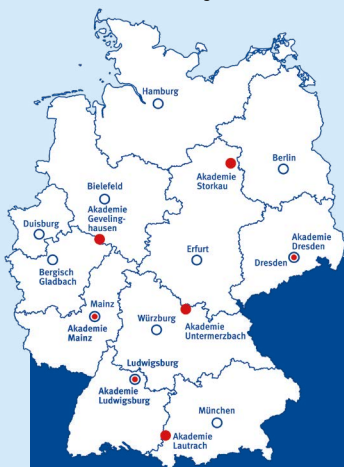 Hamburg
Akademie
Storkau
Berlin
Bielefeld
Akademie
Geveling-
hausen
Duisburg
Bergisch
Gladbach
Erfurt
Akademie
Dresden
Dresden
Mainz
Akademie
Mainz
Würzburg
Akademie
Untermerzbach
Ludwigsburg
Akademie
Ludwigsburg
München
Akademie
Lautrach